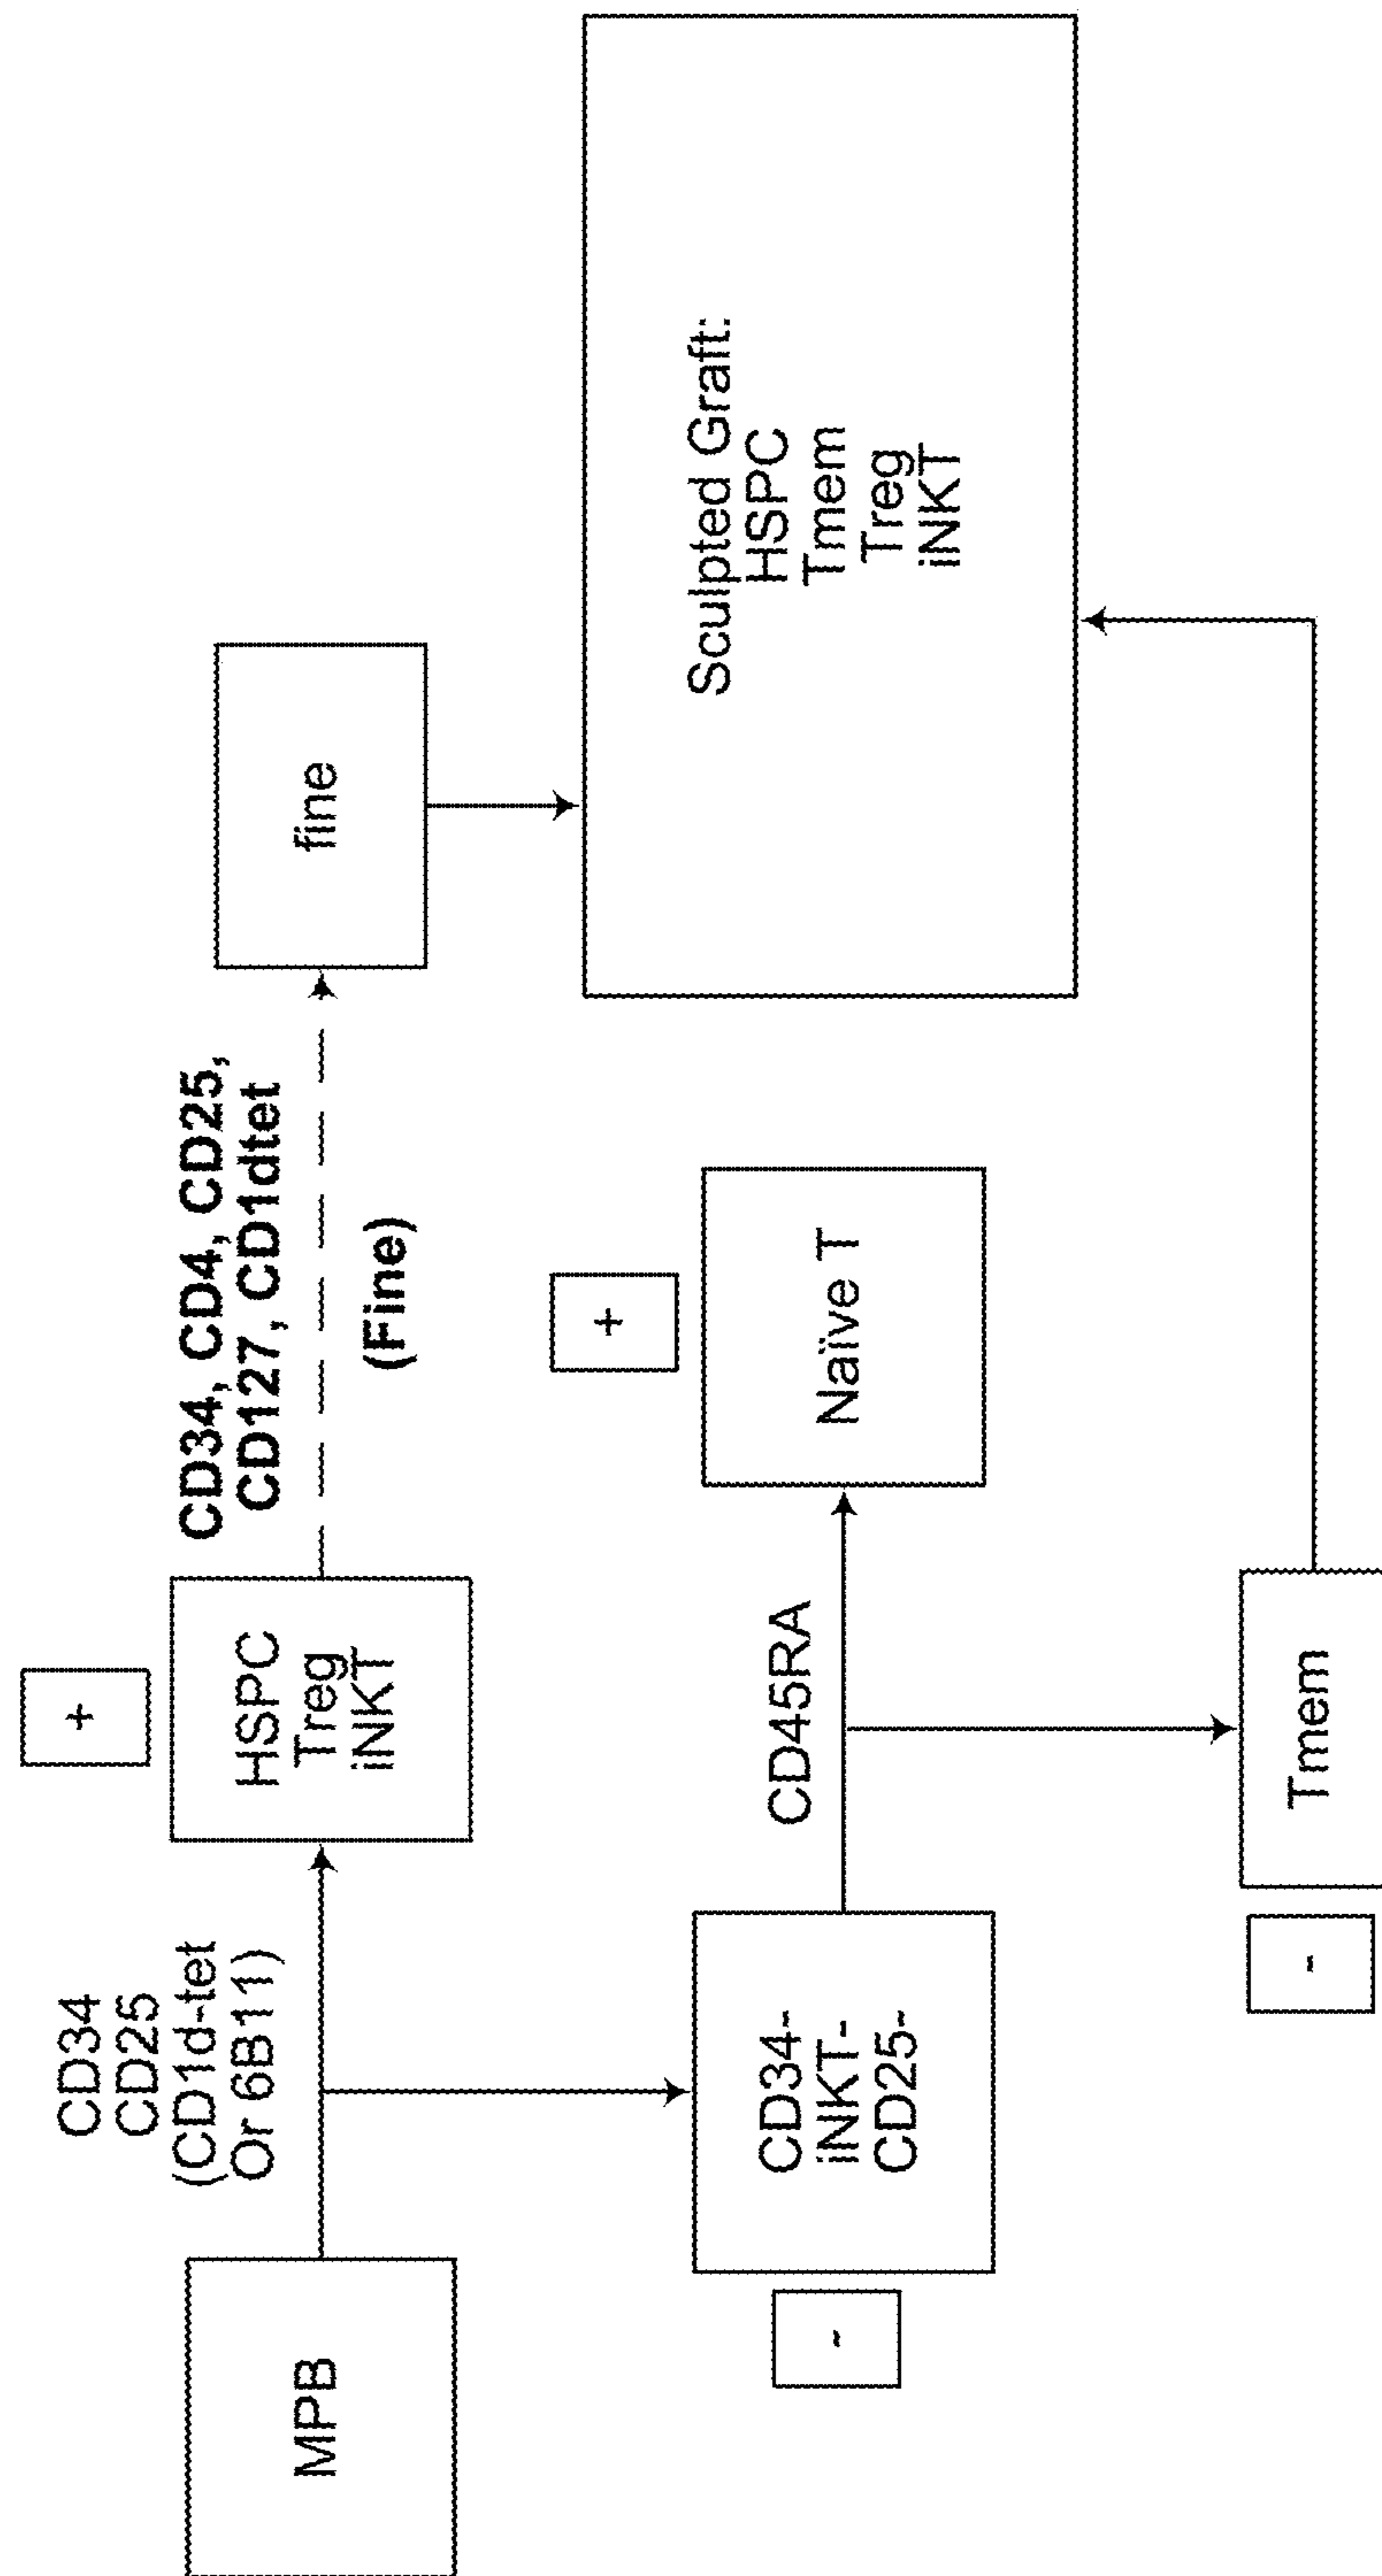 MPB
CD34
CD25
(CD1d-tet
Or 6B11)
+
HSPC
Treg
iNKT
CD34, CD4, CD25,
CD127, CD1dtet
(Fine)
fine
-
CD34-
iNKT-
CD25-
CD45RA
+
Naïve T
-
Tmem
Sculpted Graft:
HSPC
Tmem
Treg
iNKT